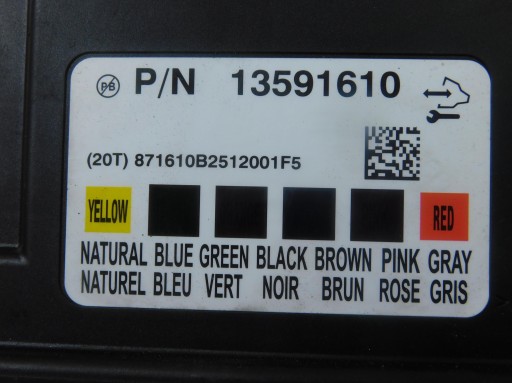 PB P/N 13591610
(20T) 871610B2512001F5
YELLOW RED
NATURAL BLUE GREEN BLACK BROWN PINK GRAY
NATUREL BLEU VERT NOIR BRUN ROSE GRIS